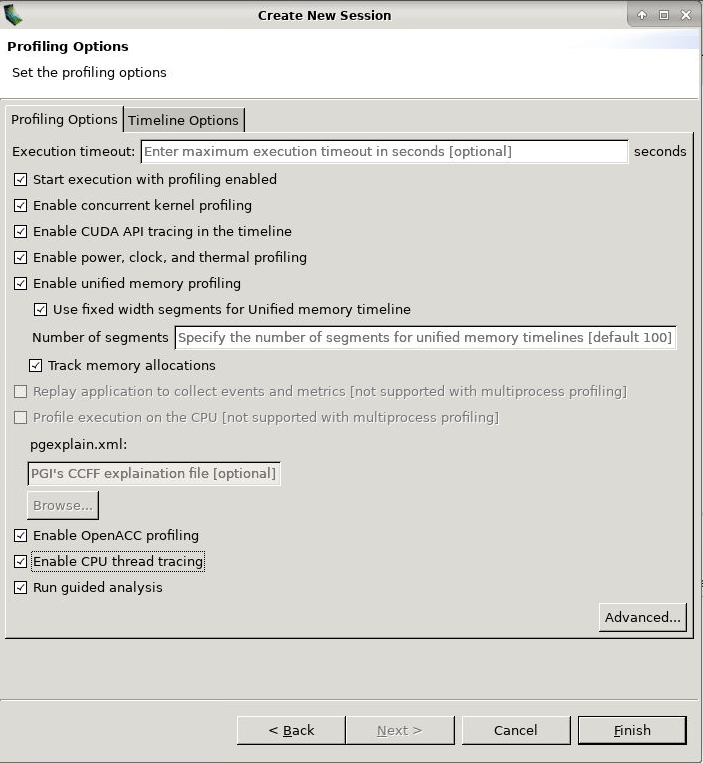 Create New Session
Profiling Options
Set the profiling options
Profiling Options Timeline Options
Execution timeout: Enter maximum execution timeout in seconds [optional] seconds
Start execution with profiling enabled
Enable concurrent kernel profiling
Enable CUDA API tracing in the timeline
Enable power, clock, and thermal profiling
Enable unified memory profiling
Use fixed width segments for Unified memory timeline
Number of segments Specify the number of segments for unified memory timelines [default 100]
Track memory allocations
Replay application to collect events and metrics [not supported with multiprocess profiling]
Profile execution on the CPU [not supported with multiprocess profiling]
pgexplain.xml:
PGI's CCFF explaination file [optional]
Browse...
Enable OpenACC profiling
Enable CPU thread tracing
Run guided analysis
Advanced...
< Back Next > Cancel Finish